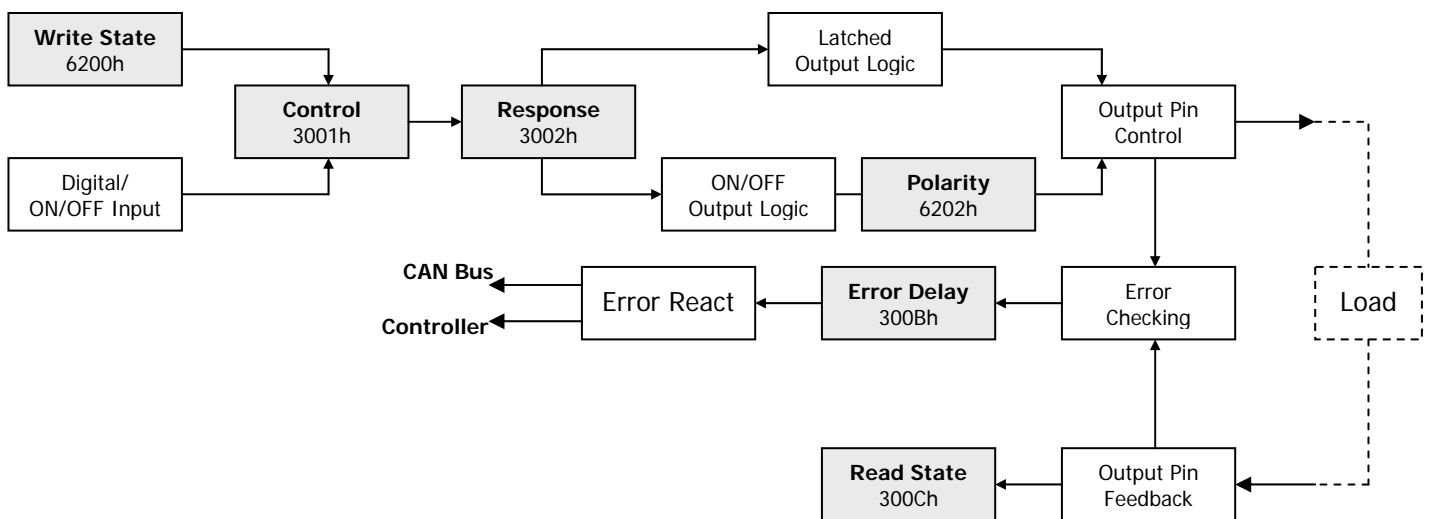 Write State
6200h
Latched
Output Logic
Control
3001h
Response
3002h
Output Pin
Control
Digital/
ON/OFF Input
ON/OFF
Output Logic
Polarity
6202h
CAN Bus
Controller
Error React
Error Delay
300Bh
Error
Checking
Load
Read State
300Ch
Output Pin
Feedback